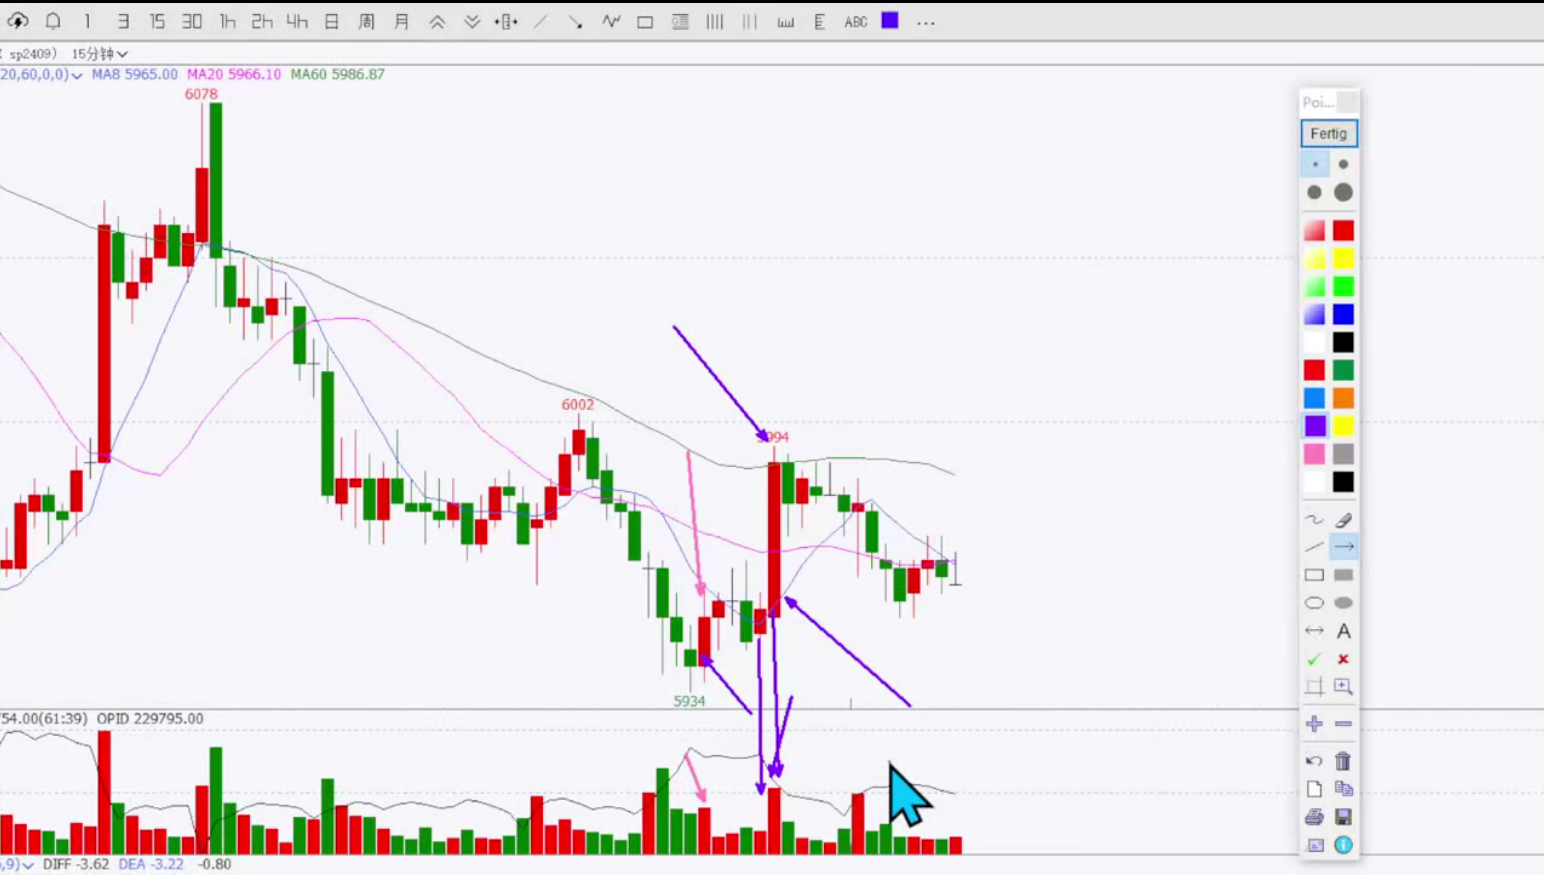 1 3 15 30 1h 2h 4h 日 周 月 ABC ...
sp2409) 15分钟
20,60,0,0) MA8 5965.00 MA20 5966.10 MA60 5986.87
6078
Poi...
Fertig
6002
5994
5934
A
54.00(61:39) OPID 229795.00
,9) DIFF -3.62 DEA -3.22 -0.80